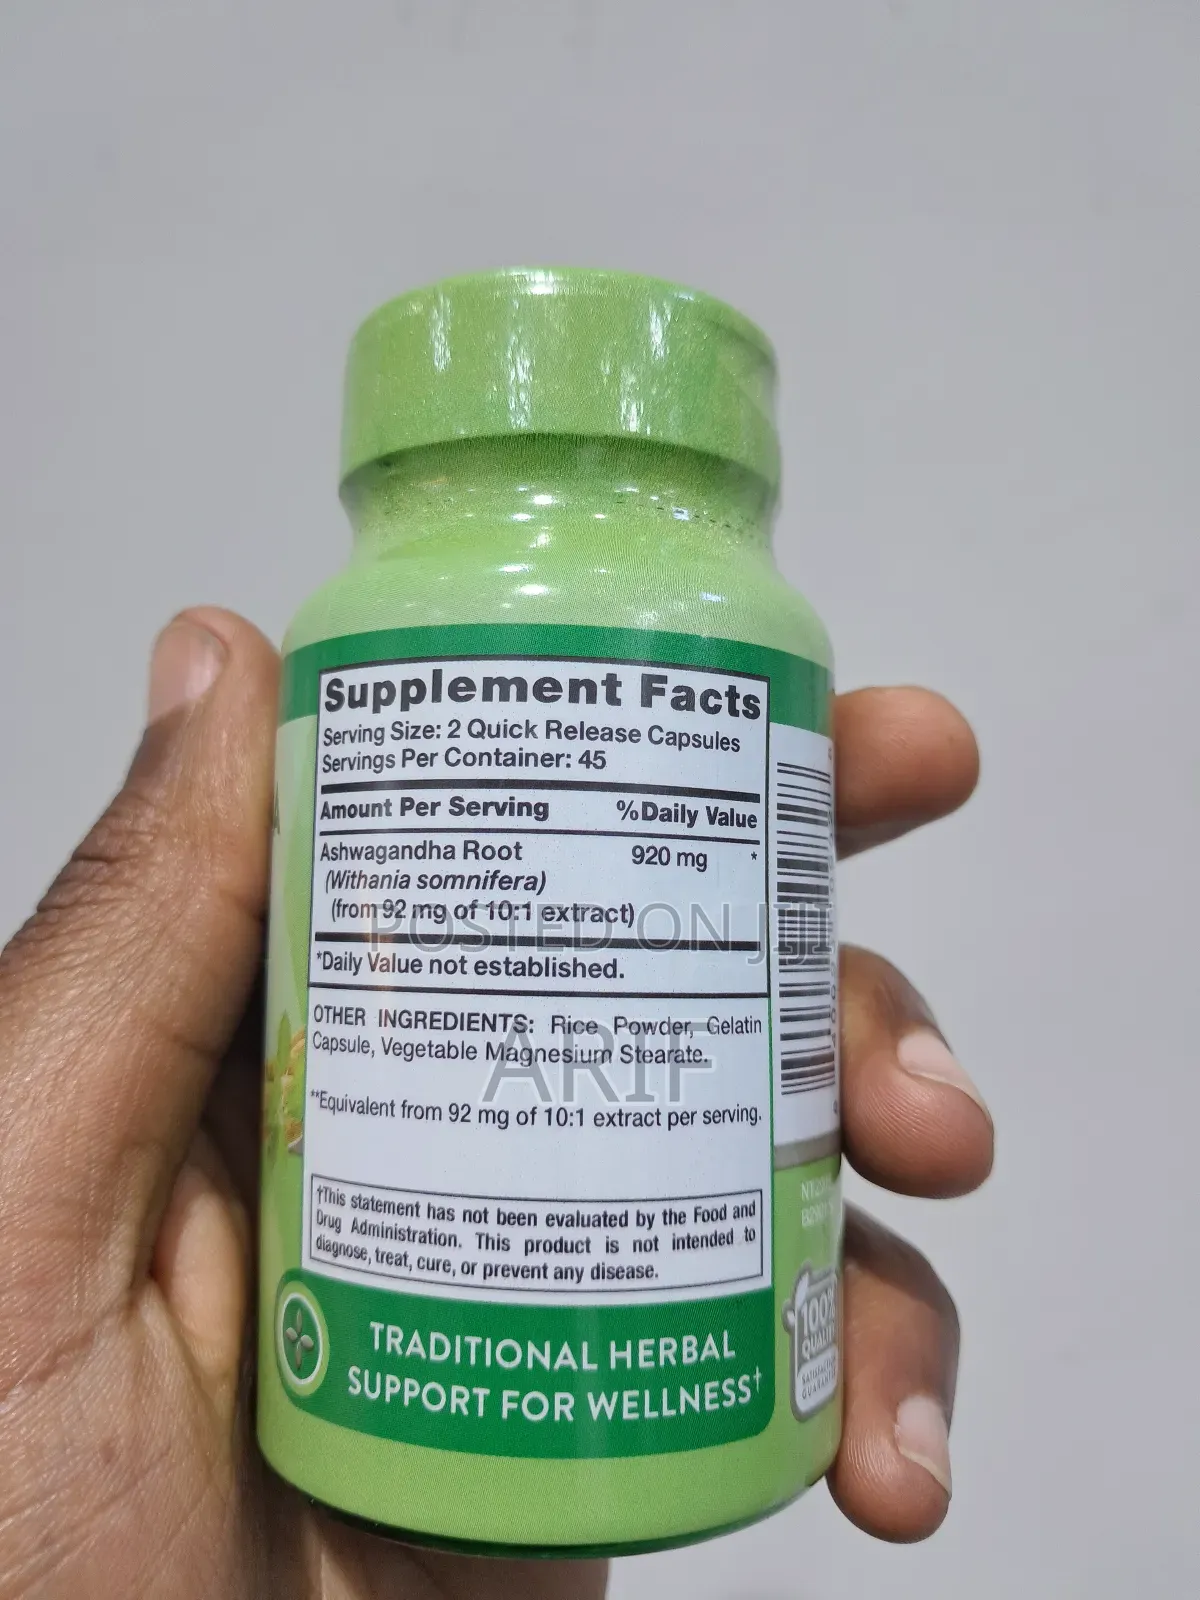 Supplement Facts
Serving Size: 2 Quick Release Capsules
Servings Per Container: 45
Amount Per Serving %Daily Value
Ashwagandha Root 920 mg *
(Withania somnifera)
(from 92 mg of 10:1 extract)
POSTED ON JIJI
*Daily Value not established.
OTHER INGREDIENTS: Rice Powder, Gelatin
Capsule, Vegetable Magnesium Stearate.
ARIF
**Equivalent from 92 mg of 10:1 extract per serving.
†This statement has not been evaluated by the Food and
Drug Administration. This product is not intended to
diagnose, treat, cure, or prevent any disease.
TRADITIONAL HERBAL
SUPPORT FOR WELLNESS†
100%
QUALITY